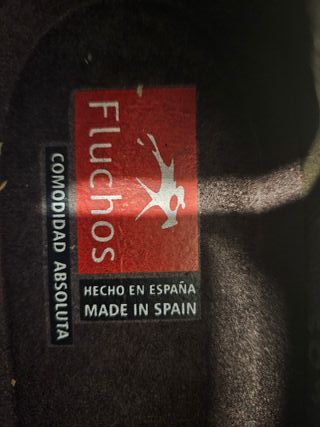 Fluchos
COMODIDAD ABSOLUTA
HECHO EN ESPAÑA
MADE IN SPAIN